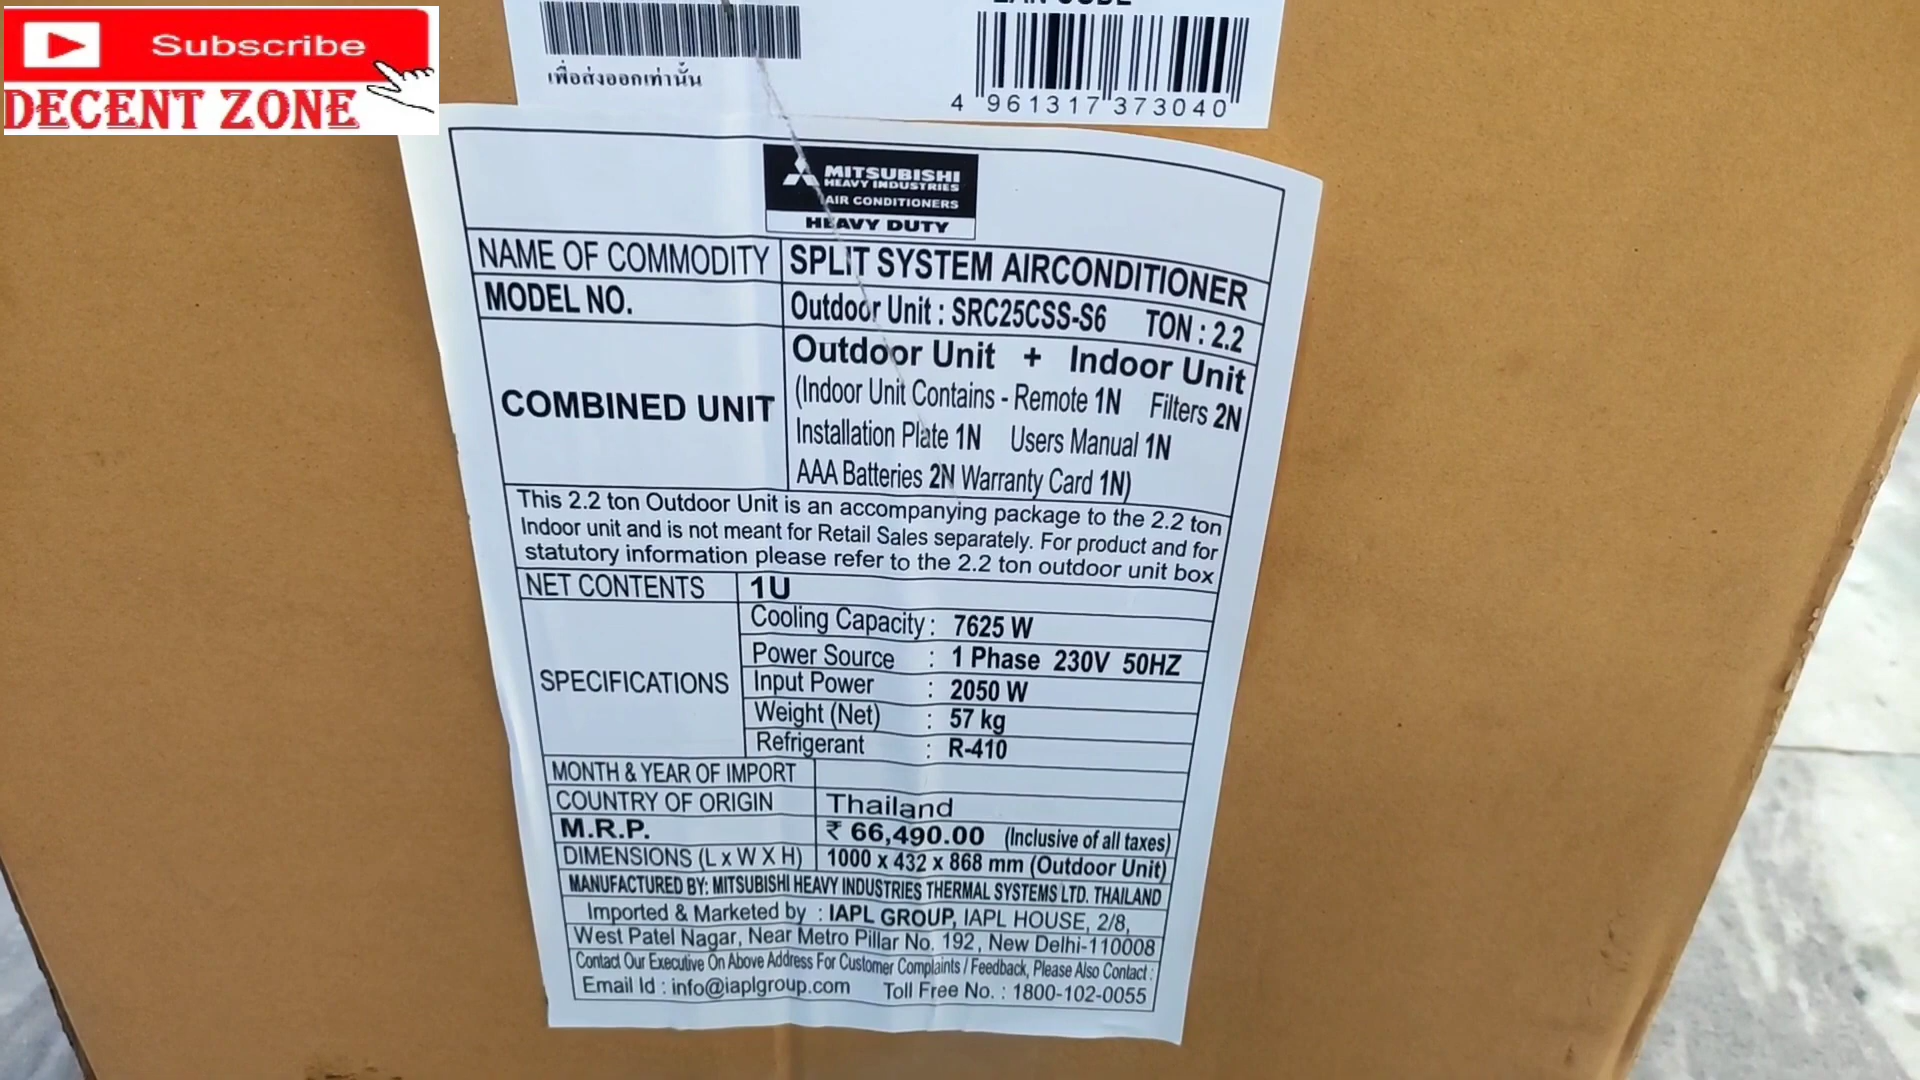 Subscribe
DECENT ZONE
เพื่อส่งออกเท่านั้น
EAN CODE
4 961317 373040
MITSUBISHI
HEAVY INDUSTRIES
AIR CONDITIONERS
HEAVY DUTY
NAME OF COMMODITY SPLIT SYSTEM AIRCONDITIONER
MODEL NO. Outdoor Unit : SRC25CSS-S6 TON : 2.2
COMBINED UNIT Outdoor Unit + Indoor Unit
(Indoor Unit Contains - Remote 1N Filters 2N
Installation Plate 1N Users Manual 1N
AAA Batteries 2N Warranty Card 1N)
This 2.2 ton Outdoor Unit is an accompanying package to the 2.2 ton
Indoor unit and is not meant for Retail Sales separately. For product and for
statutory information please refer to the 2.2 ton outdoor unit box
NET CONTENTS 1U
SPECIFICATIONS
Cooling Capacity : 7625 W
Power Source : 1 Phase 230V 50HZ
Input Power : 2050 W
Weight (Net) : 57 kg
Refrigerant : R-410
MONTH & YEAR OF IMPORT
COUNTRY OF ORIGIN Thailand
M.R.P. ₹ 66,490.00 (Inclusive of all taxes)
DIMENSIONS (L x W X H) 1000 x 432 x 868 mm (Outdoor Unit)
MANUFACTURED BY: MITSUBISHI HEAVY INDUSTRIES THERMAL SYSTEMS LTD. THAILAND
Imported & Marketed by : IAPL GROUP, IAPL HOUSE, 2/8,
West Patel Nagar, Near Metro Pillar No. 192, New Delhi-110008
Contact Our Executive On Above Address For Customer Complaints / Feedback, Please Also Contact :
Email Id : info@iaplgroup.com Toll Free No. : 1800-102-0055